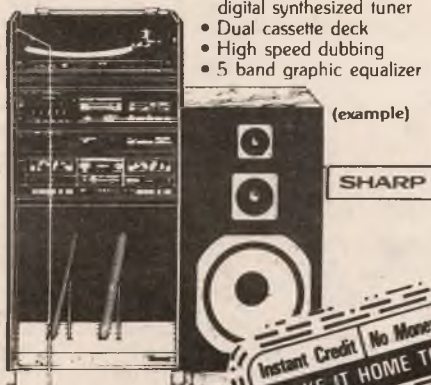 digital synthesized tuner
• Dual cassette deck
• High speed dubbing
• 5 band graphic equalizer
(example)
SHARP
Instant Credit No Money
IT HOME